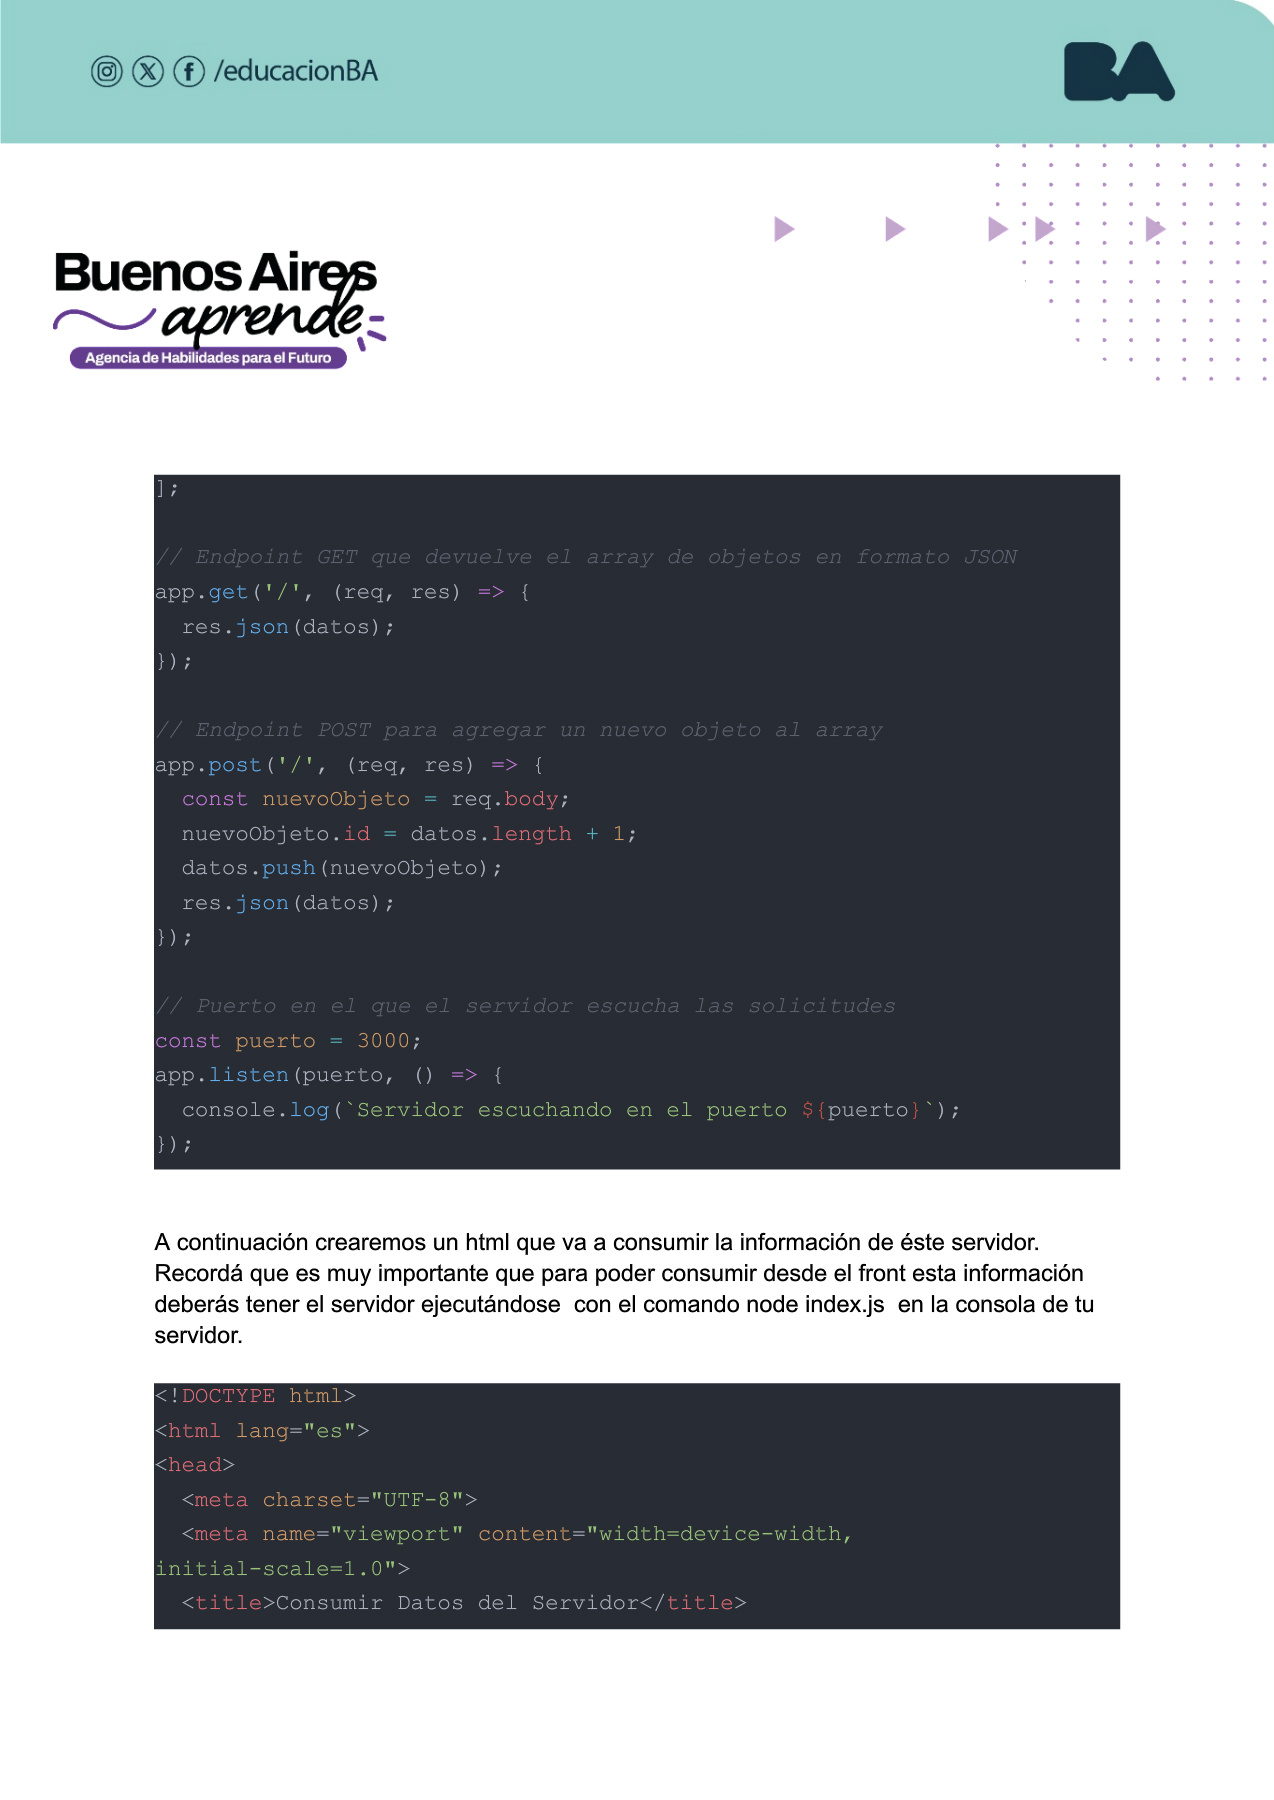 /educacionBA
BA
Buenos Aires
aprende
Agencia de Habilidades para el Futuro
];
// Endpoint GET que devuelve el array de objetos en formato JSON
app.get('/', (req, res) => {
  res.json(datos);
});
// Endpoint POST para agregar un nuevo objeto al array
app.post('/', (req, res) => {
  const nuevoObjeto = req.body;
  nuevoObjeto.id = datos.length + 1;
  datos.push(nuevoObjeto);
  res.json(datos);
});
// Puerto en el que el servidor escucha las solicitudes
const puerto = 3000;
app.listen(puerto, () => {
  console.log(`Servidor escuchando en el puerto ${puerto}`);
});
A continuación crearemos un html que va a consumir la información de éste servidor.
Recordá que es muy importante que para poder consumir desde el front esta información
deberás tener el servidor ejecutándose  con el comando node index.js  en la consola de tu
servidor.
<!DOCTYPE html>
<html lang="es">
<head>
  <meta charset="UTF-8">
  <meta name="viewport" content="width=device-width,
initial-scale=1.0">
  <title>Consumir Datos del Servidor</title>